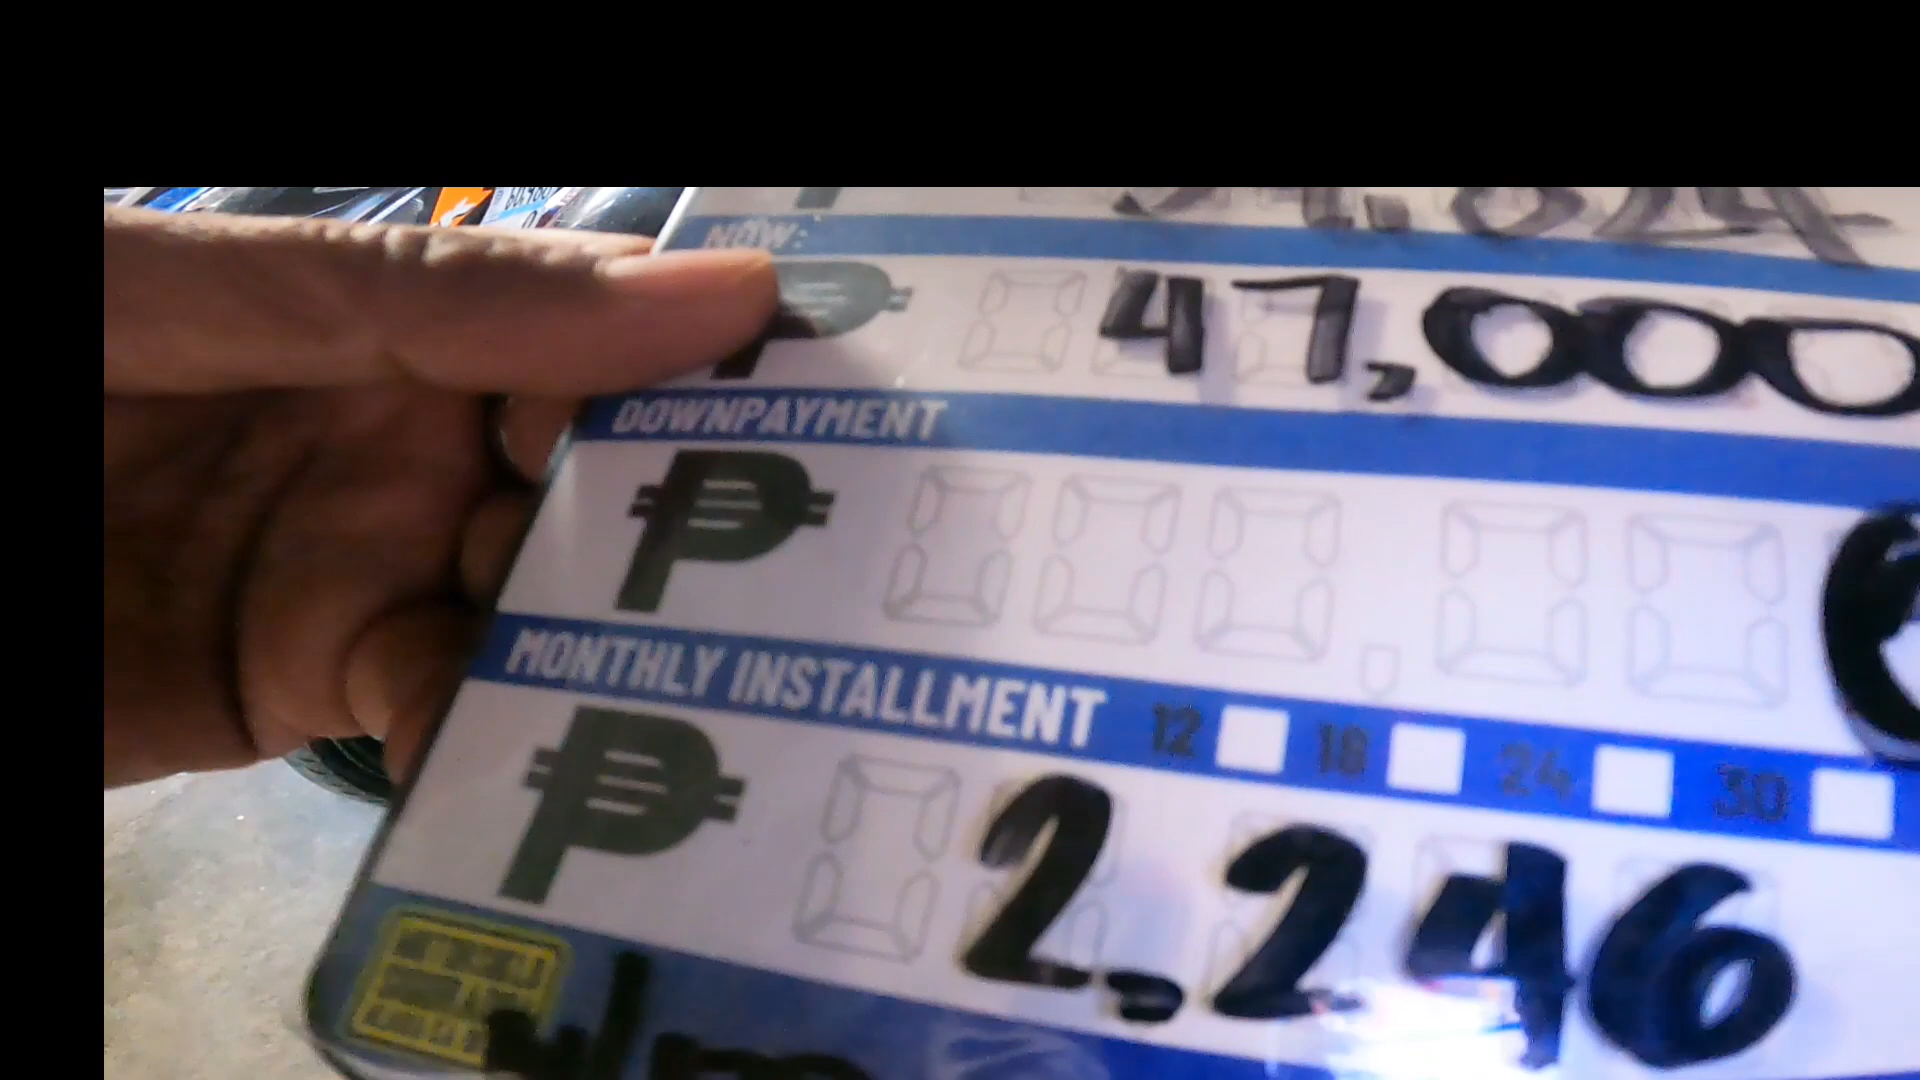 NOW:
₱ 47,000
DOWNPAYMENT
₱
MONTHLY INSTALLMENT 12 18 24 30
₱ 2,246